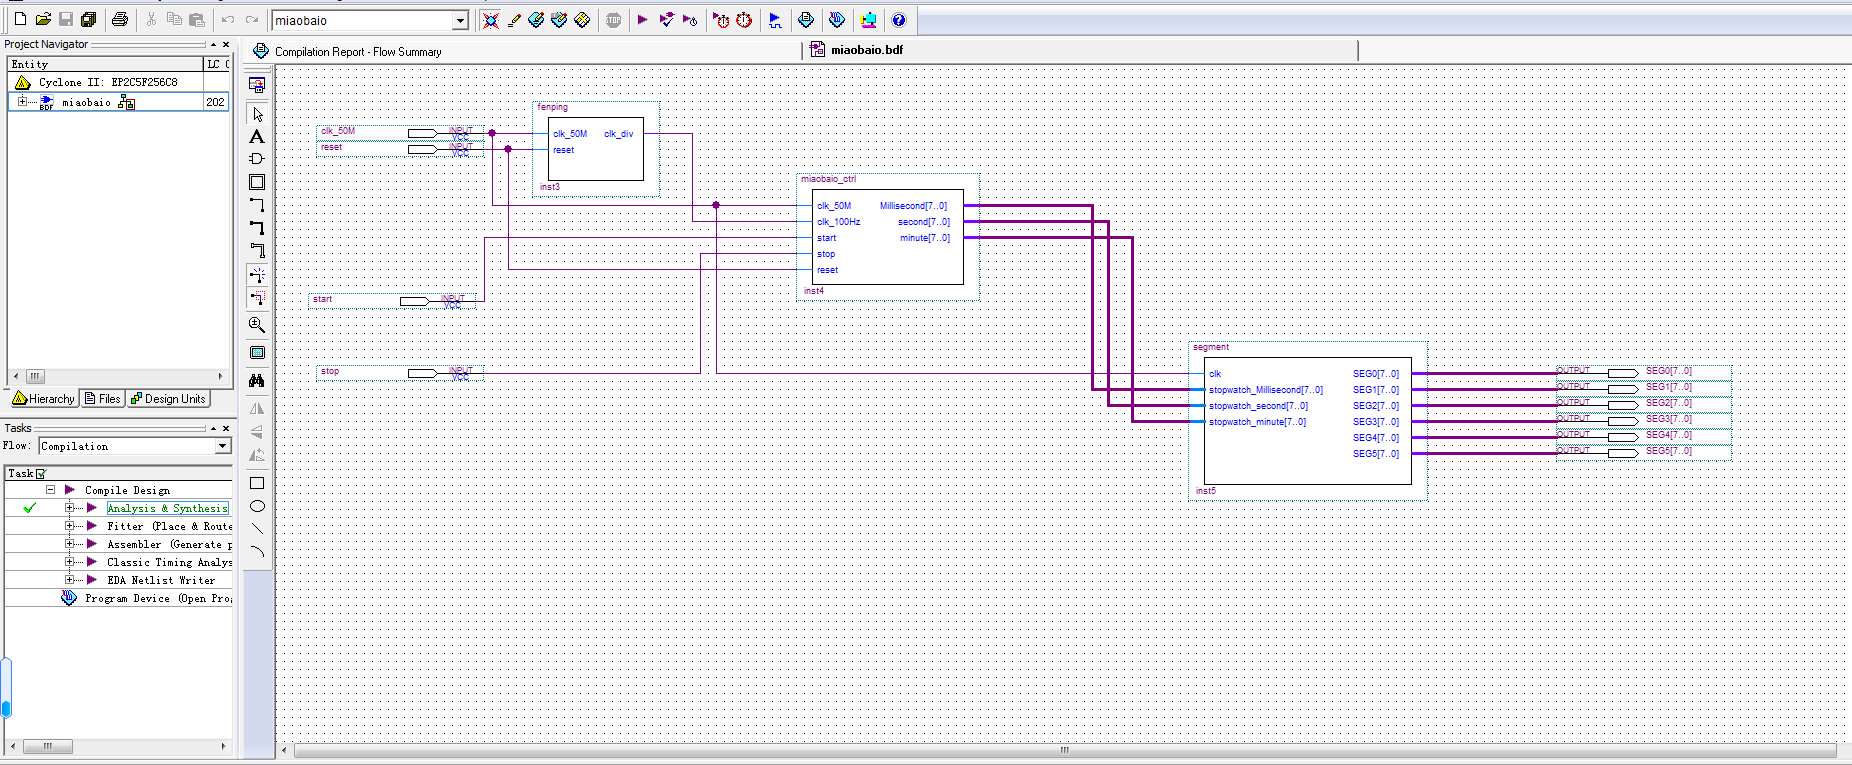 miaobaio
STOP
Project Navigator
Entity
LC C
Cyclone II: EP2C5F256C8
miaobaio
202
Hierarchy
Files
Design Units
Tasks
Flow:
Compilation
Task
Compile Design
Analysis & Synthesis
Fitter (Place & Route
Assembler (Generate p
Classic Timing Analys
EDA Netlist Writer
Program Device (Open Prog
Compilation Report - Flow Summary
miaobaio.bdf
clk_50M
INPUT
VCC
reset
INPUT
VCC
fenping
clk_50M
clk_div
reset
inst3
miaobaio_ctrl
clk_50M
Millisecond[7..0]
clk_100Hz
second[7..0]
start
minute[7..0]
stop
reset
inst4
start
INPUT
VCC
stop
INPUT
VCC
segment
clk
SEG0[7..0]
stopwatch_Millisecond[7..0]
SEG1[7..0]
stopwatch_second[7..0]
SEG2[7..0]
stopwatch_minute[7..0]
SEG3[7..0]
SEG4[7..0]
SEG5[7..0]
inst5
OUTPUT
SEG0[7..0]
OUTPUT
SEG1[7..0]
OUTPUT
SEG2[7..0]
OUTPUT
SEG3[7..0]
OUTPUT
SEG4[7..0]
OUTPUT
SEG5[7..0]